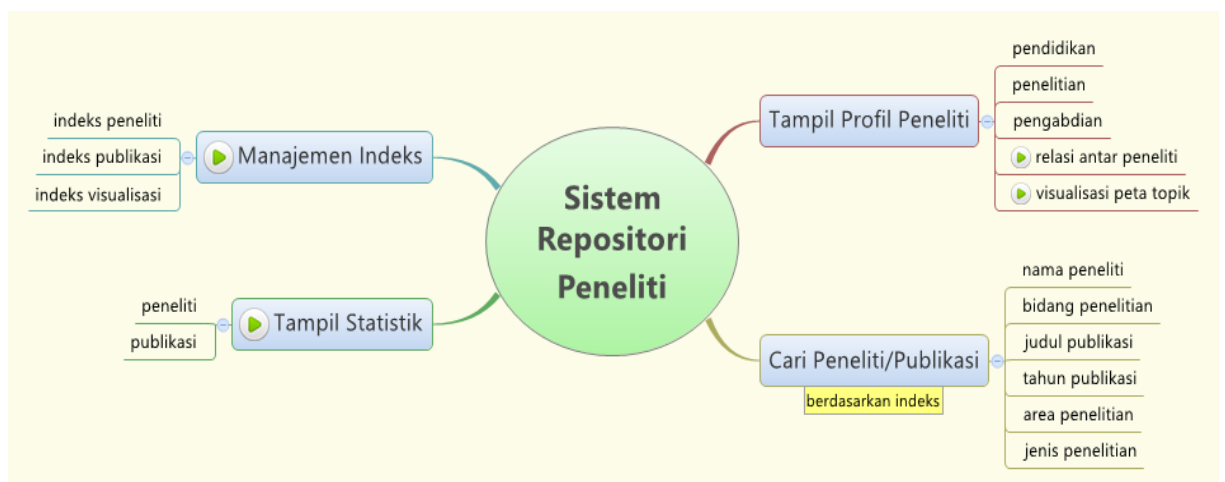 Sistem
Repositori
Peneliti
Manajemen Indeks
indeks peneliti
indeks publikasi
indeks visualisasi
Tampil Statistik
peneliti
publikasi
Tampil Profil Peneliti
pendidikan
penelitian
pengabdian
relasi antar peneliti
visualisasi peta topik
Cari Peneliti/Publikasi
berdasarkan indeks
nama peneliti
bidang penelitian
judul publikasi
tahun publikasi
area penelitian
jenis penelitian